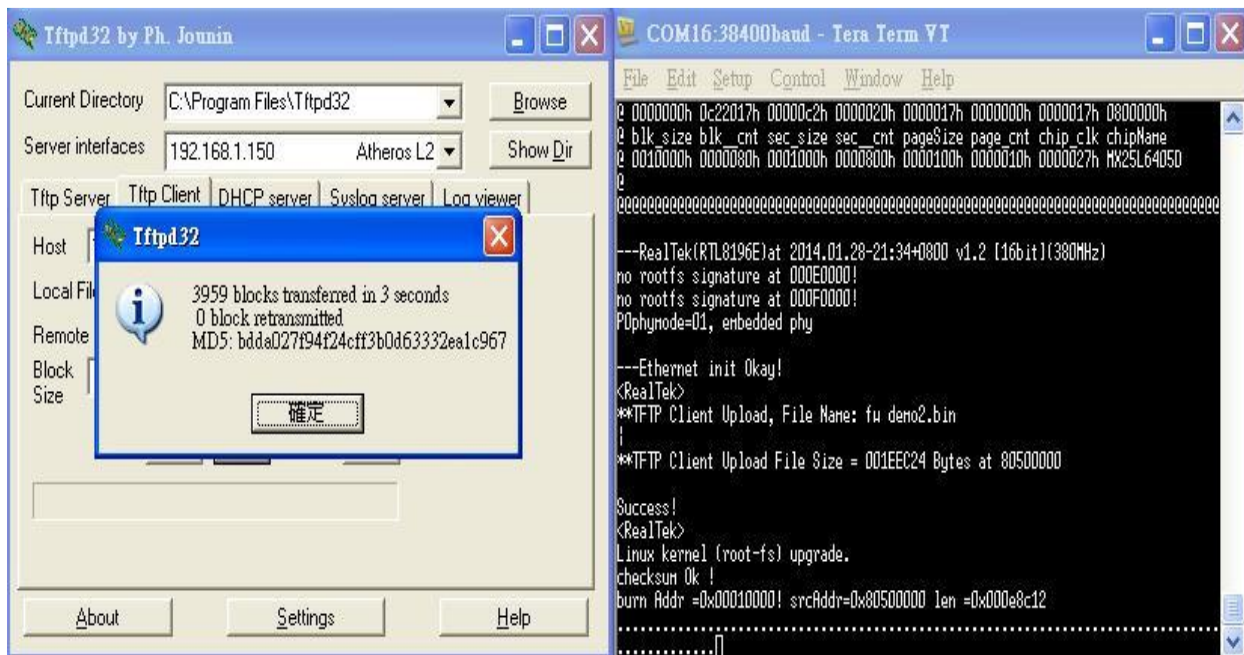 Tftpd32 by Ph. Jounin
Current Directory
C:\Program Files\Tftpd32
Browse
Server interfaces
192.168.1.150 Atheros L2
Show Dir
Tftp Server Tftp Client DHCP server Syslog server Log viewer
Host
Local File
Remote
Block
Size
Tftpd32
3959 blocks transferred in 3 seconds
0 block retransmitted
MD5: bdda027f94f24cff3b0d63332ea1c967
確定
About Settings Help
COM16:38400baud - Tera Term VT
File Edit Setup Control Window Help
@ 0000000h 0c22017h 00000c2h 0000020h 0000017h 0000000h 0000017h 0800000h
@ blk_size blk__cnt sec_size sec__cnt pageSize page_cnt chip_clk chipName
@ 0010000h 0000080h 0001000h 0000800h 0000100h 0000010h 0000027h MX25L6405D
@
@@@@@@@@@@@@@@@@@@@@@@@@@@@@@@@@@@@@@@@@@@@@@@@@@@@@@@@@@@@@@@@@@@@@@@@@@@@@@@@@
---RealTek(RTL8196E)at 2014.01.28-21:34+0800 v1.2 [16bit](380MHz)
no rootfs signature at 000E0000!
no rootfs signature at 000F0000!
P0phymode=01, embedded phy
---Ethernet init Okay!
<RealTek>
**TFTP Client Upload, File Name: fw demo2.bin
|
**TFTP Client Upload File Size = 001EEC24 Bytes at 80500000
Success!
<RealTek>
Linux kernel (root-fs) upgrade.
checksum Ok !
burn Addr =0x00010000! srcAddr=0x80500000 len =0x000e8c12
................................................................................
.............